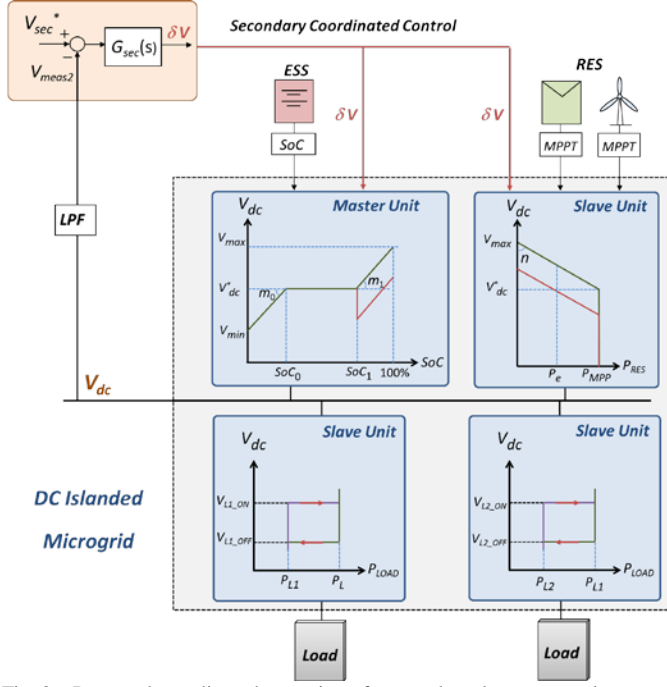 V_sec*
+
−
G_sec(s)
δV
V_meas2
Secondary Coordinated Control
ESS
RES
δV
δV
SoC
MPPT
MPPT
LPF
V_dc
Master Unit
V_max
V*_dc
m_0
m_1
V_min
SoC_0
SoC_1
100%
SoC
V_dc
Slave Unit
V_max
n
V*_dc
P_e
P_MPP
P_RES
V_dc
V_dc
Slave Unit
V_L1_ON
V_L1_OFF
P_L1
P_L
P_LOAD
V_dc
Slave Unit
V_L2_ON
V_L2_OFF
P_L2
P_L1
P_LOAD
DC Islanded
Microgrid
Load
Load